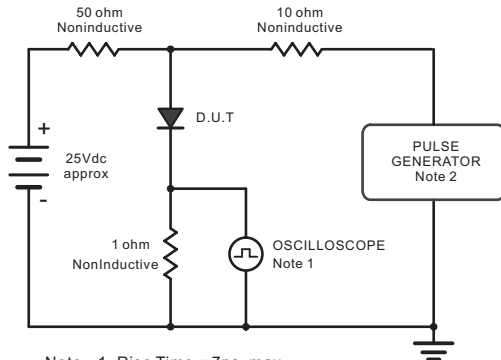 50 ohm
Noninductive
10 ohm
Noninductive
D.U.T
+
25Vdc
approx
-
PULSE
GENERATOR
Note 2
1 ohm
NonInductive
OSCILLOSCOPE
Note 1